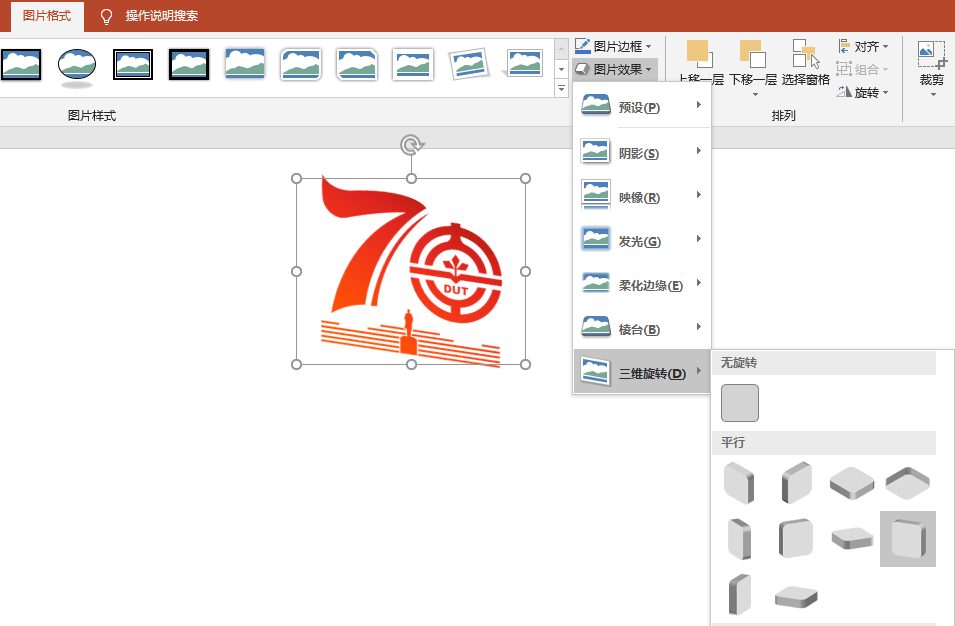 图片格式
操作说明搜索
图片边框
图片效果
上移一层
下移一层
选择窗格
对齐
组合
旋转
裁剪
图片样式
排列
预设(P)
阴影(S)
映像(R)
发光(G)
柔化边缘(E)
棱台(B)
三维旋转(D)
无旋转
平行
70
DUT